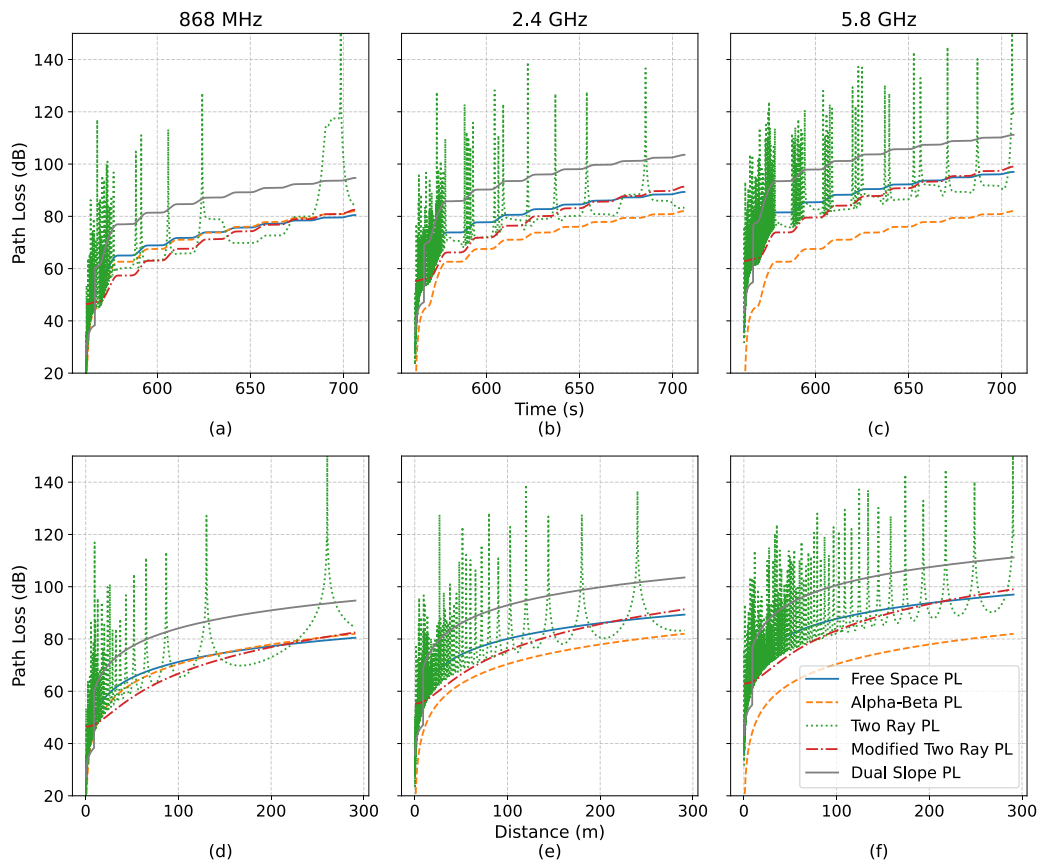 868 MHz
2.4 GHz
5.8 GHz
Path Loss (dB)
140
120
100
80
60
40
20
600
650
700
600
650
700
600
650
700
Time (s)
(a)
(b)
(c)
Path Loss (dB)
140
120
100
80
60
40
20
Free Space PL
Alpha-Beta PL
Two Ray PL
Modified Two Ray PL
Dual Slope PL
0
100
200
300
0
100
200
300
0
100
200
300
Distance (m)
(d)
(e)
(f)